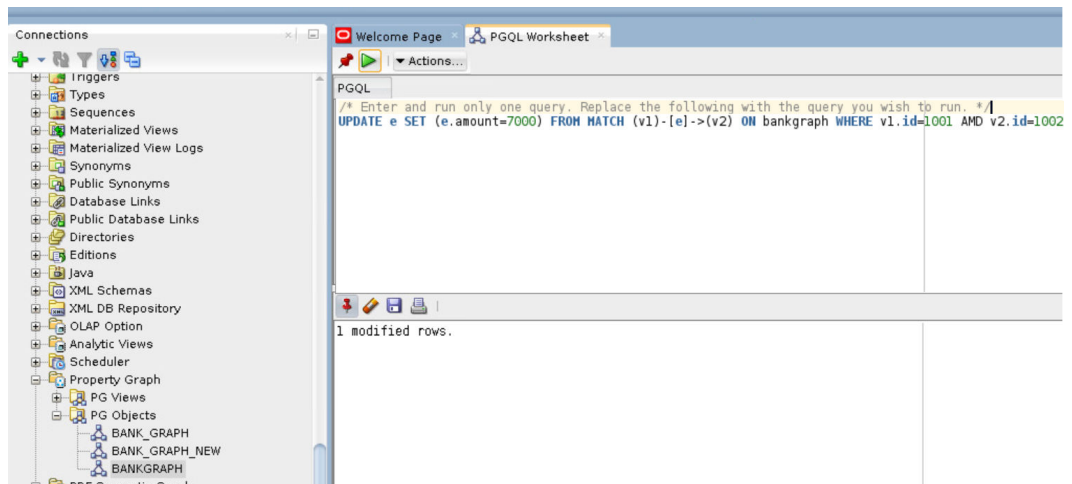 Connections
Triggers
Types
Sequences
Materialized Views
Materialized View Logs
Synonyms
Public Synonyms
Database Links
Public Database Links
Directories
Editions
Java
XML Schemas
XML DB Repository
OLAP Option
Analytic Views
Scheduler
Property Graph
PG Views
PG Objects
BANK_GRAPH
BANK_GRAPH_NEW
BANKGRAPH
Welcome Page
PGQL Worksheet
Actions...
PGQL
/* Enter and run only one query. Replace the following with the query you wish to run. */
UPDATE e SET (e.amount=7000) FROM MATCH (v1)-[e]->(v2) ON bankgraph WHERE v1.id=1001 AMD v2.id=1002
1 modified rows.